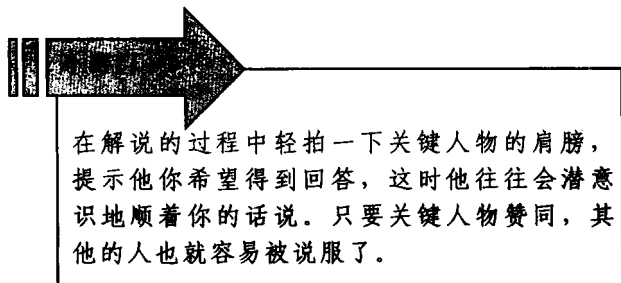 在解说的过程中轻拍一下关键人物的肩膀，
提示他你希望得到回答，这时他往往会潜意
识地顺着你的话说。只要关键人物赞同，其
他的人也就容易被说服了。